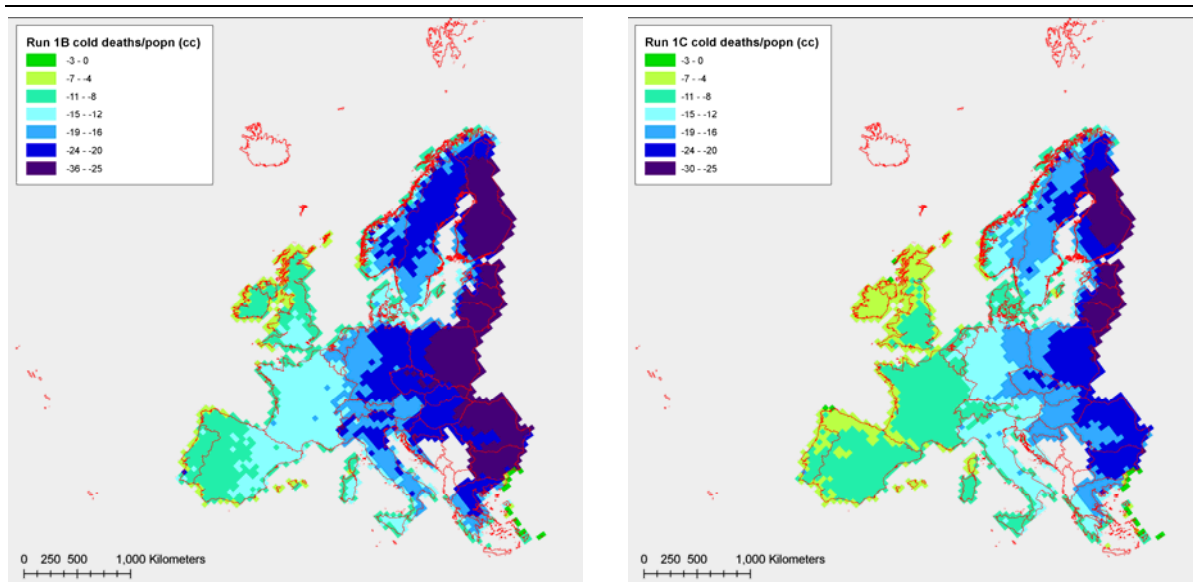 Run 1B cold deaths/popn (cc)
-3 - 0
-7 - -4
-11 - -8
-15 - -12
-19 - -16
-24 - -20
-36 - -25
0 250 500 1,000 Kilometers
Run 1C cold deaths/popn (cc)
-3 - 0
-7 - -4
-11 - -8
-15 - -12
-19 - -16
-24 - -20
-30 - -25
0 250 500 1,000 Kilometers